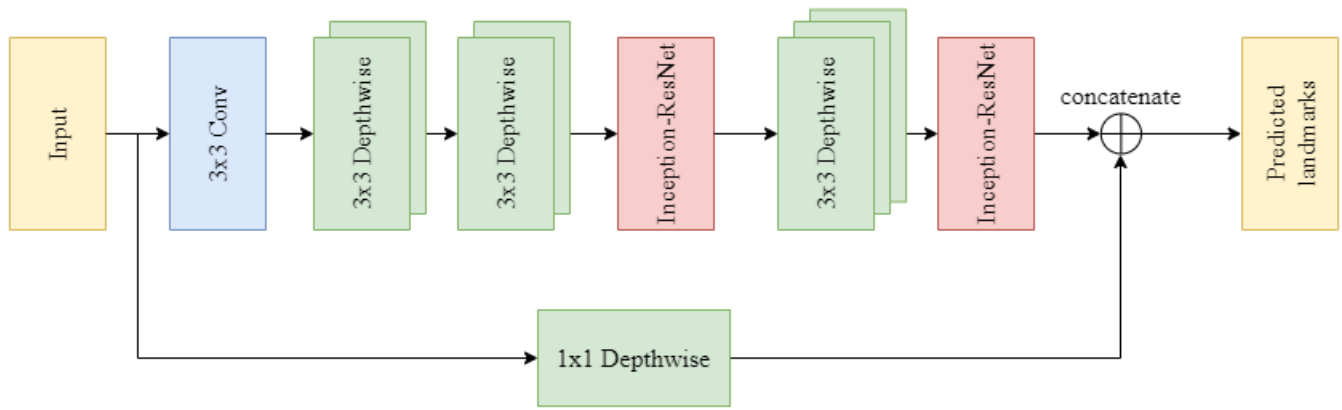 Input
3x3 Conv
3x3 Depthwise
3x3 Depthwise
Inception-ResNet
3x3 Depthwise
Inception-ResNet
concatenate
Predicted
landmarks
1x1 Depthwise